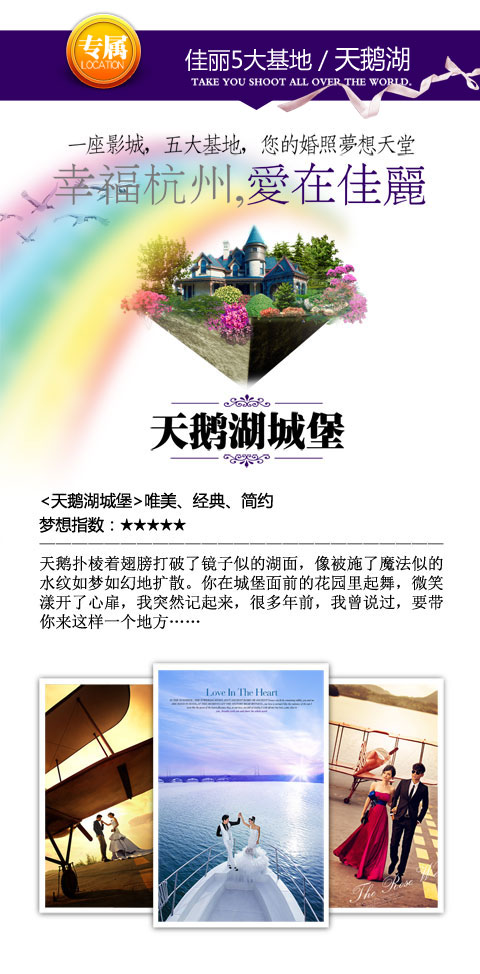 专属
LOCATION
佳丽5大基地 / 天鹅湖
TAKE YOU SHOOT ALL OVER THE WORLD.
一座影城，五大基地，您的婚照夢想天堂
幸福杭州,愛在佳麗
天鹅湖城堡
<天鹅湖城堡>唯美、经典、简约
梦想指数：★★★★★
天鹅扑棱着翅膀打破了镜子似的湖面，像被施了魔法似的
水纹如梦如幻地扩散。你在城堡面前的花园里起舞，微笑
漾开了心扉，我突然记起来，很多年前，我曾说过，要带
你来这样一个地方……
Love In The Heart
The Rose